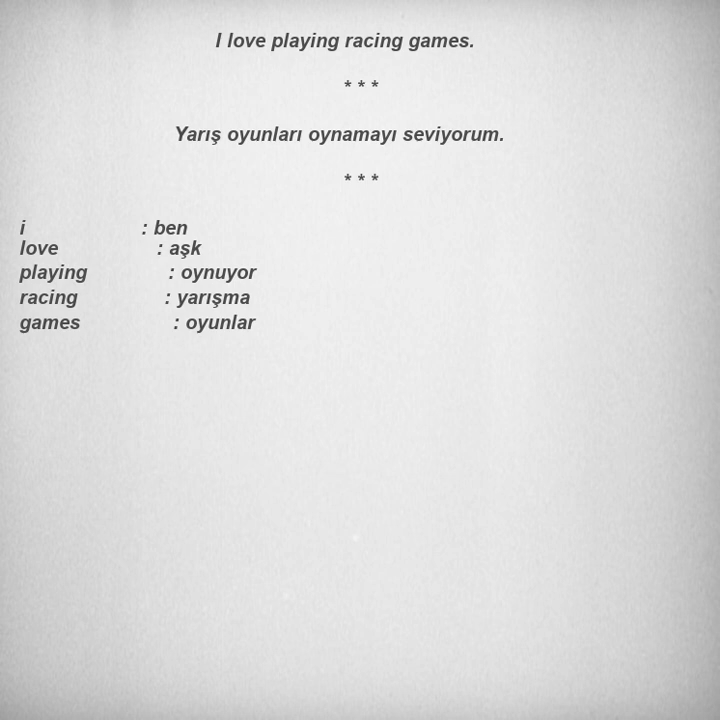 I love playing racing games.
* * *
Yarış oyunları oynamayı seviyorum.
* * *
i : ben
love : aşk
playing : oynuyor
racing : yarışma
games : oyunlar